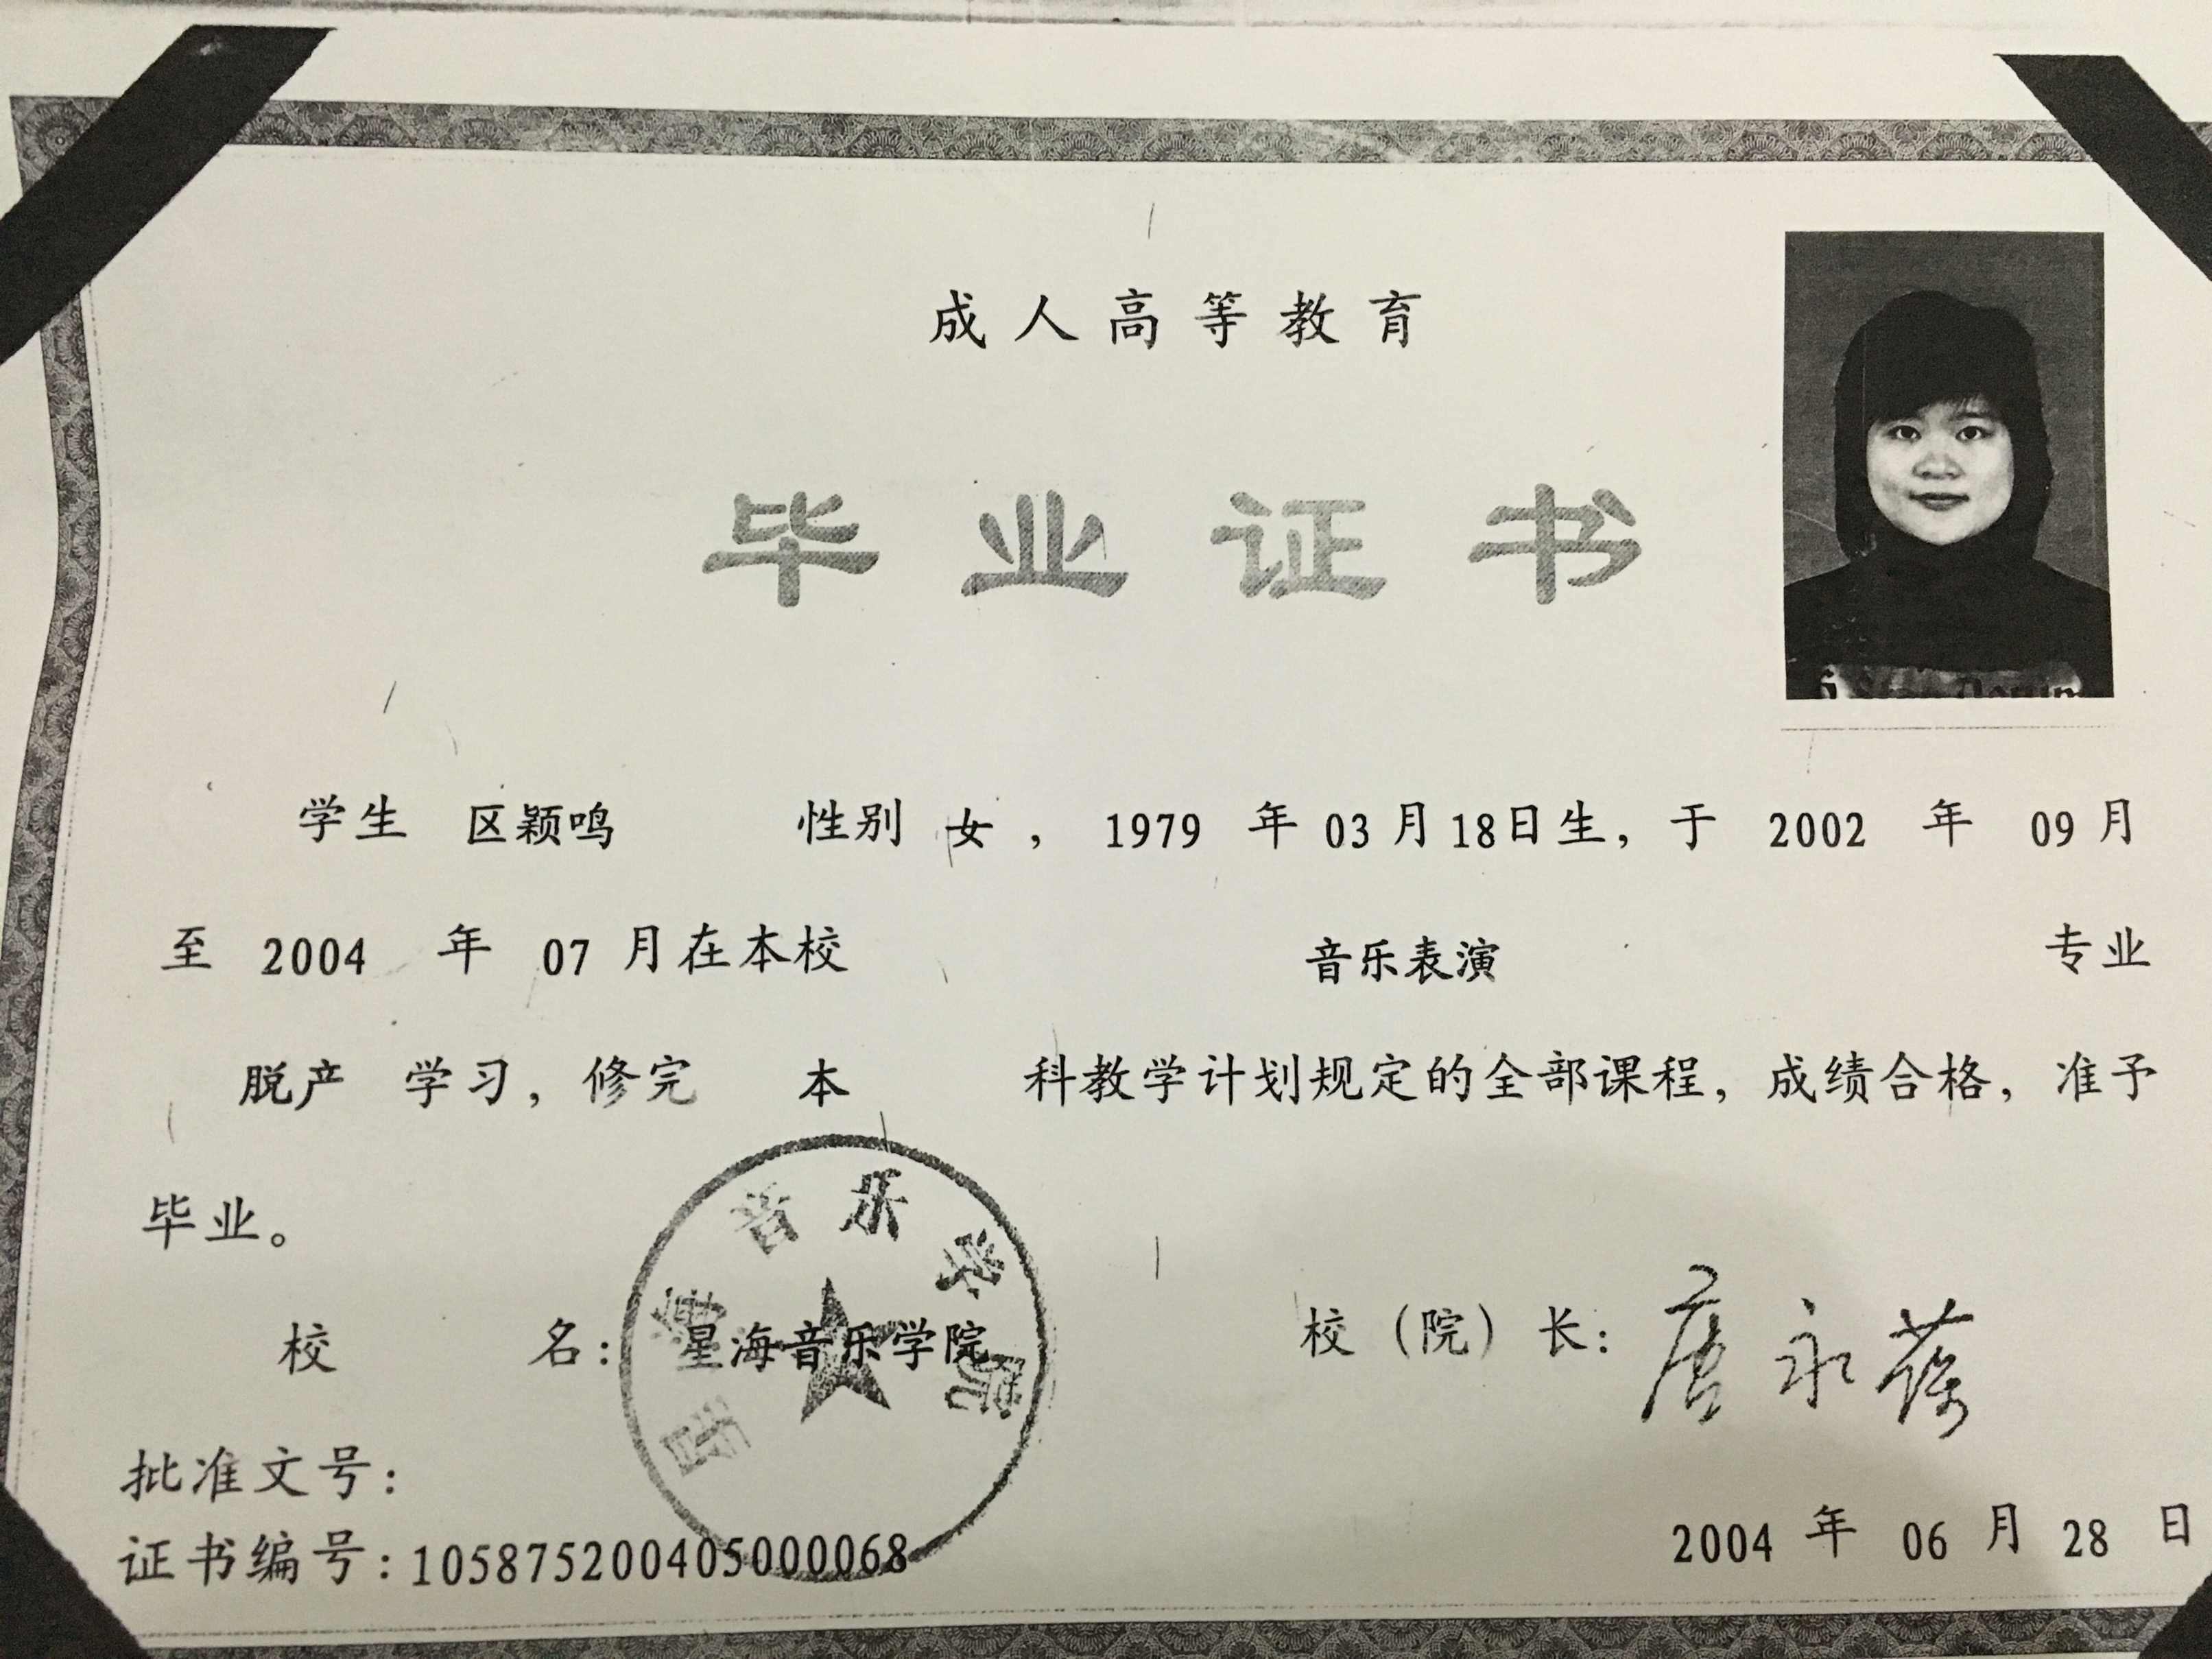 成人高等教育
毕业证书
学生 区颖鸣 性别 女， 1979 年 03 月 18日生，于 2002 年 09 月
至 2004 年 07 月在本校 音乐表演 专业
脱产 学习，修完 本 科教学计划规定的全部课程，成绩合格，准予
毕业。
校 名：星海音乐学院 校（院）长：唐永葆
星海音乐学院
批准文号：
证书编号：105875200405000068
2004 年 06 月 28 日